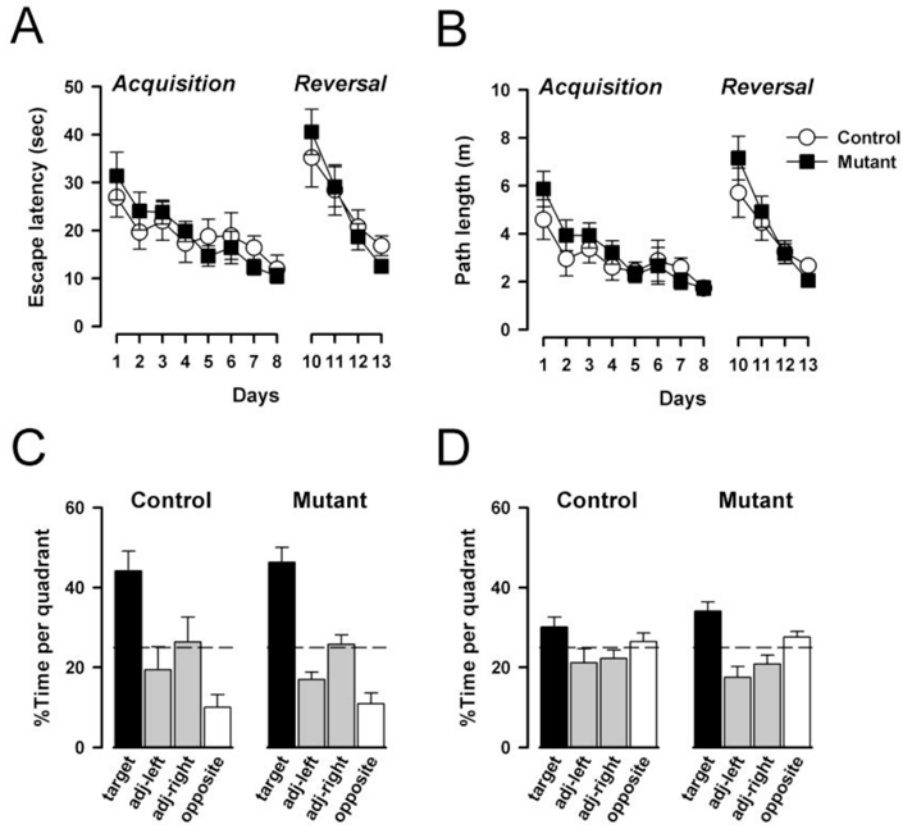 A
Acquisition Reversal
Escape latency (sec)
50
40
30
20
10
0
1 2 3 4 5 6 7 8 10 11 12 13
Days
B
Acquisition Reversal
Path length (m)
10
8
6
4
2
0
1 2 3 4 5 6 7 8 10 11 12 13
Days
Control
Mutant
C
Control Mutant
%Time per quadrant
60
40
20
0
target adj-left adj-right opposite target adj-left adj-right opposite
D
Control Mutant
%Time per quadrant
60
40
20
0
target adj-left adj-right opposite target adj-left adj-right opposite